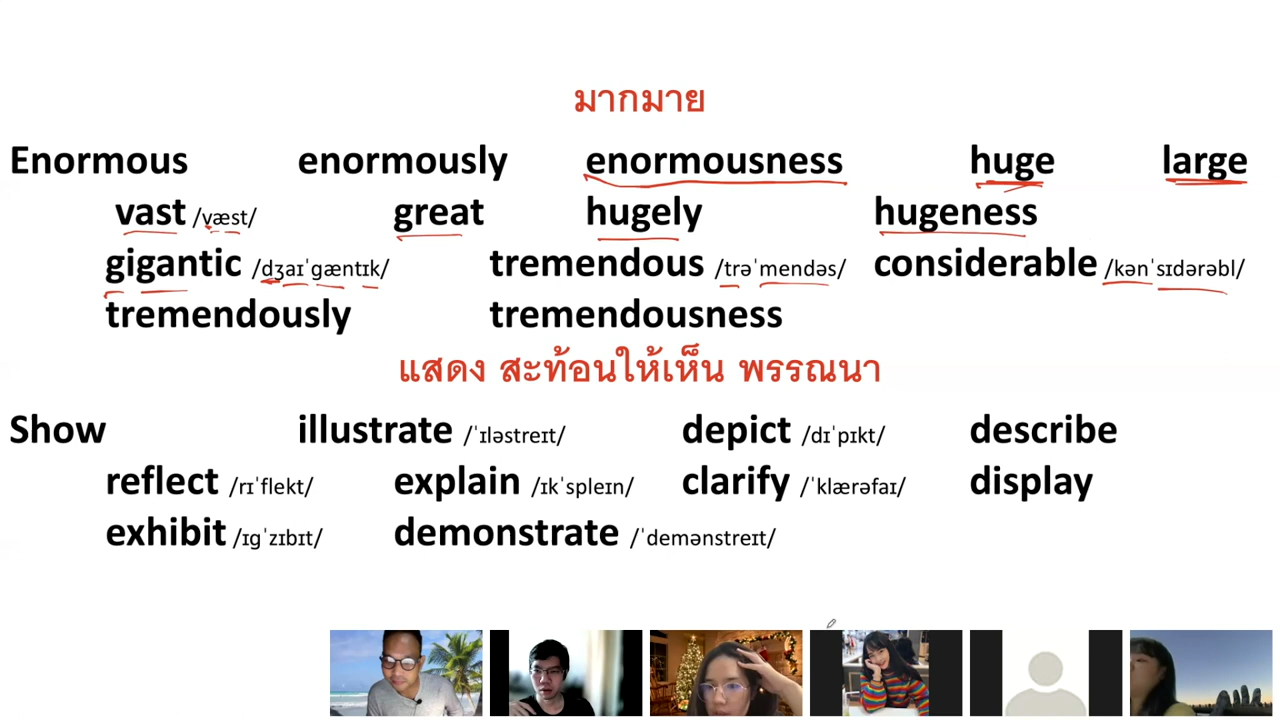 มากมาย
Enormous enormously enormousness huge large
vast /væst/ great hugely hugeness
gigantic /dʒaɪˈɡæntɪk/ tremendous /trəˈmendəs/ considerable /kənˈsɪdərəbl/
tremendously tremendousness
แสดง สะท้อนให้เห็น พรรณนา
Show illustrate /ˈɪləstreɪt/ depict /dɪˈpɪkt/ describe
reflect /rɪˈflekt/ explain /ɪkˈspleɪn/ clarify /ˈklærəfaɪ/ display
exhibit /ɪɡˈzɪbɪt/ demonstrate /ˈdemənstreɪt/